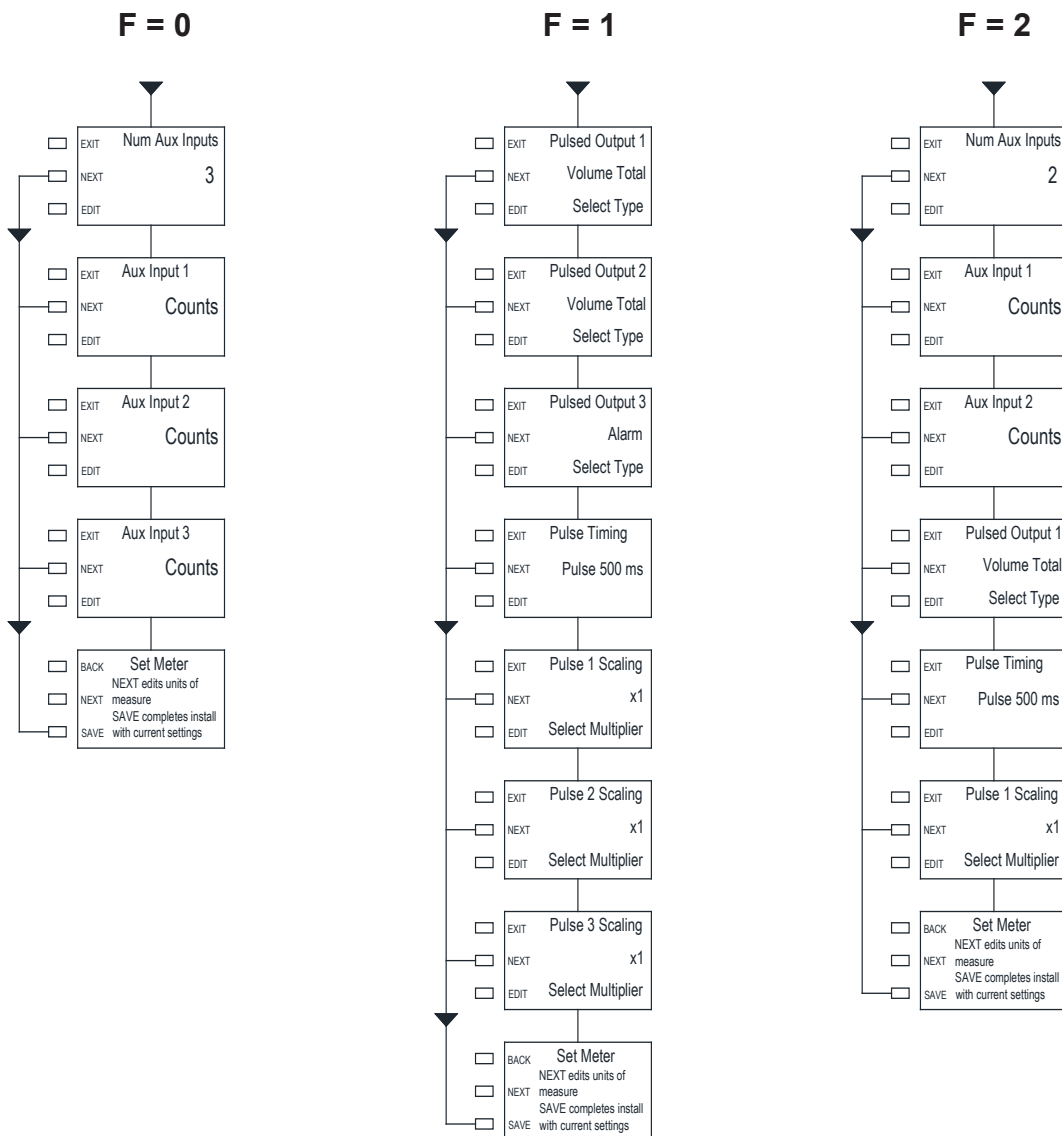 F = 0
EXIT Num Aux Inputs
NEXT 3
EDIT
EXIT Aux Input 1
NEXT Counts
EDIT
EXIT Aux Input 2
NEXT Counts
EDIT
EXIT Aux Input 3
NEXT Counts
EDIT
BACK Set Meter
NEXT edits units of
NEXT measure
SAVE completes install
SAVE with current settings
F = 1
EXIT Pulsed Output 1
NEXT Volume Total
EDIT Select Type
EXIT Pulsed Output 2
NEXT Volume Total
EDIT Select Type
EXIT Pulsed Output 3
NEXT Alarm
EDIT Select Type
EXIT Pulse Timing
NEXT Pulse 500 ms
EDIT
EXIT Pulse 1 Scaling
NEXT x1
EDIT Select Multiplier
EXIT Pulse 2 Scaling
NEXT x1
EDIT Select Multiplier
EXIT Pulse 3 Scaling
NEXT x1
EDIT Select Multiplier
BACK Set Meter
NEXT edits units of
NEXT measure
SAVE completes install
SAVE with current settings
F = 2
EXIT Num Aux Inputs
NEXT 2
EDIT
EXIT Aux Input 1
NEXT Counts
EDIT
EXIT Aux Input 2
NEXT Counts
EDIT
EXIT Pulsed Output 1
NEXT Volume Total
EDIT Select Type
EXIT Pulse Timing
NEXT Pulse 500 ms
EDIT
EXIT Pulse 1 Scaling
NEXT x1
EDIT Select Multiplier
BACK Set Meter
NEXT edits units of
NEXT measure
SAVE completes install
SAVE with current settings